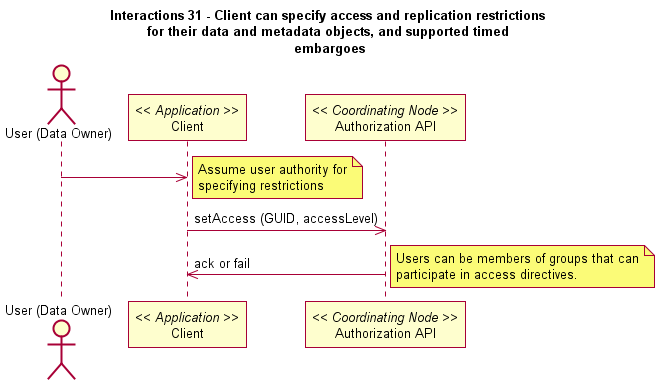 Interactions 31 - Client can specify access and replication restrictions
for their data and metadata objects, and supported timed
embargoes
User (Data Owner)
<< Application >>
Client
<< Coordinating Node >>
Authorization API
Assume user authority for
specifying restrictions
setAccess (GUID, accessLevel)
ack or fail
Users can be members of groups that can
participate in access directives.
User (Data Owner)
<< Application >>
Client
<< Coordinating Node >>
Authorization API